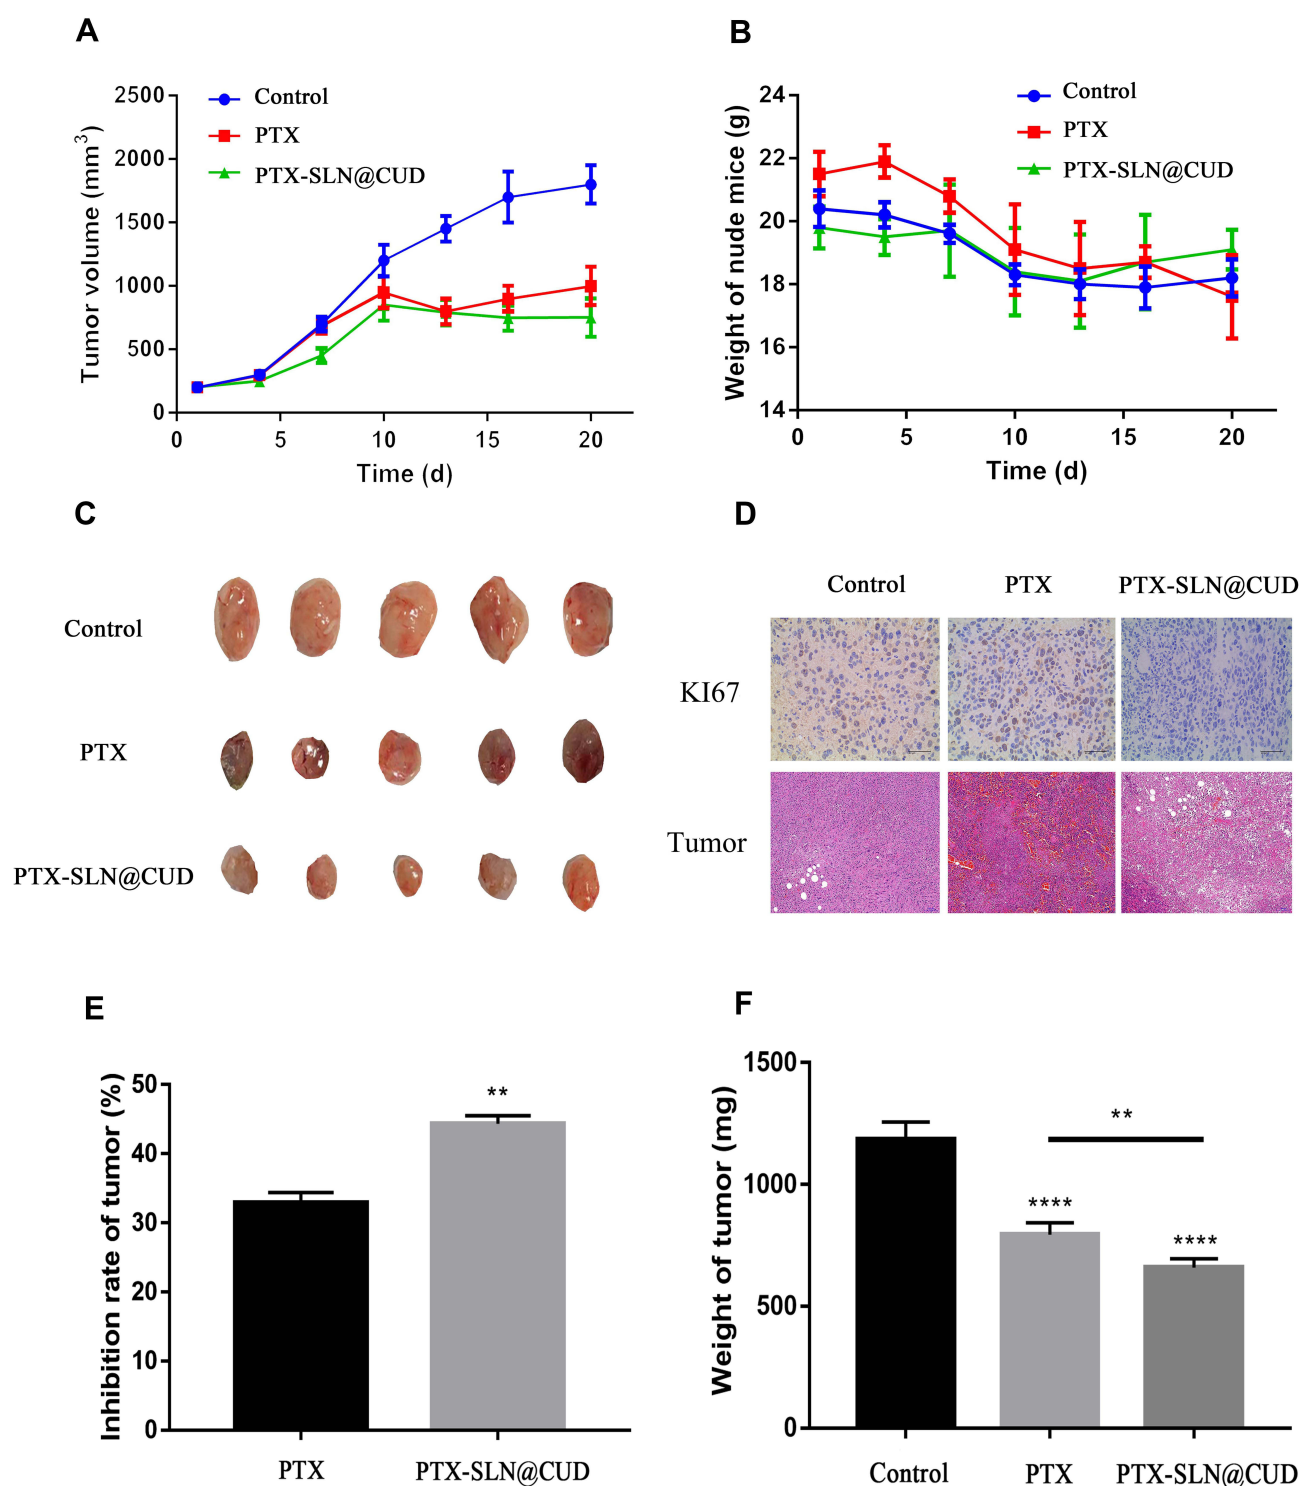 A
Tumor volume (mm³)
2500
2000
1500
1000
500
0
0 5 10 15 20
Time (d)
Control
PTX
PTX-SLN@CUD
B
Weight of nude mice (g)
24
22
20
18
16
14
0 5 10 15 20
Time (d)
Control
PTX
PTX-SLN@CUD
C
Control
PTX
PTX-SLN@CUD
D
Control PTX PTX-SLN@CUD
KI67
Tumor
E
Inhibition rate of tumor (%)
50
40
30
20
10
0
**
PTX PTX-SLN@CUD
F
Weight of tumor (mg)
1500
1000
500
0
**
****
****
Control PTX PTX-SLN@CUD